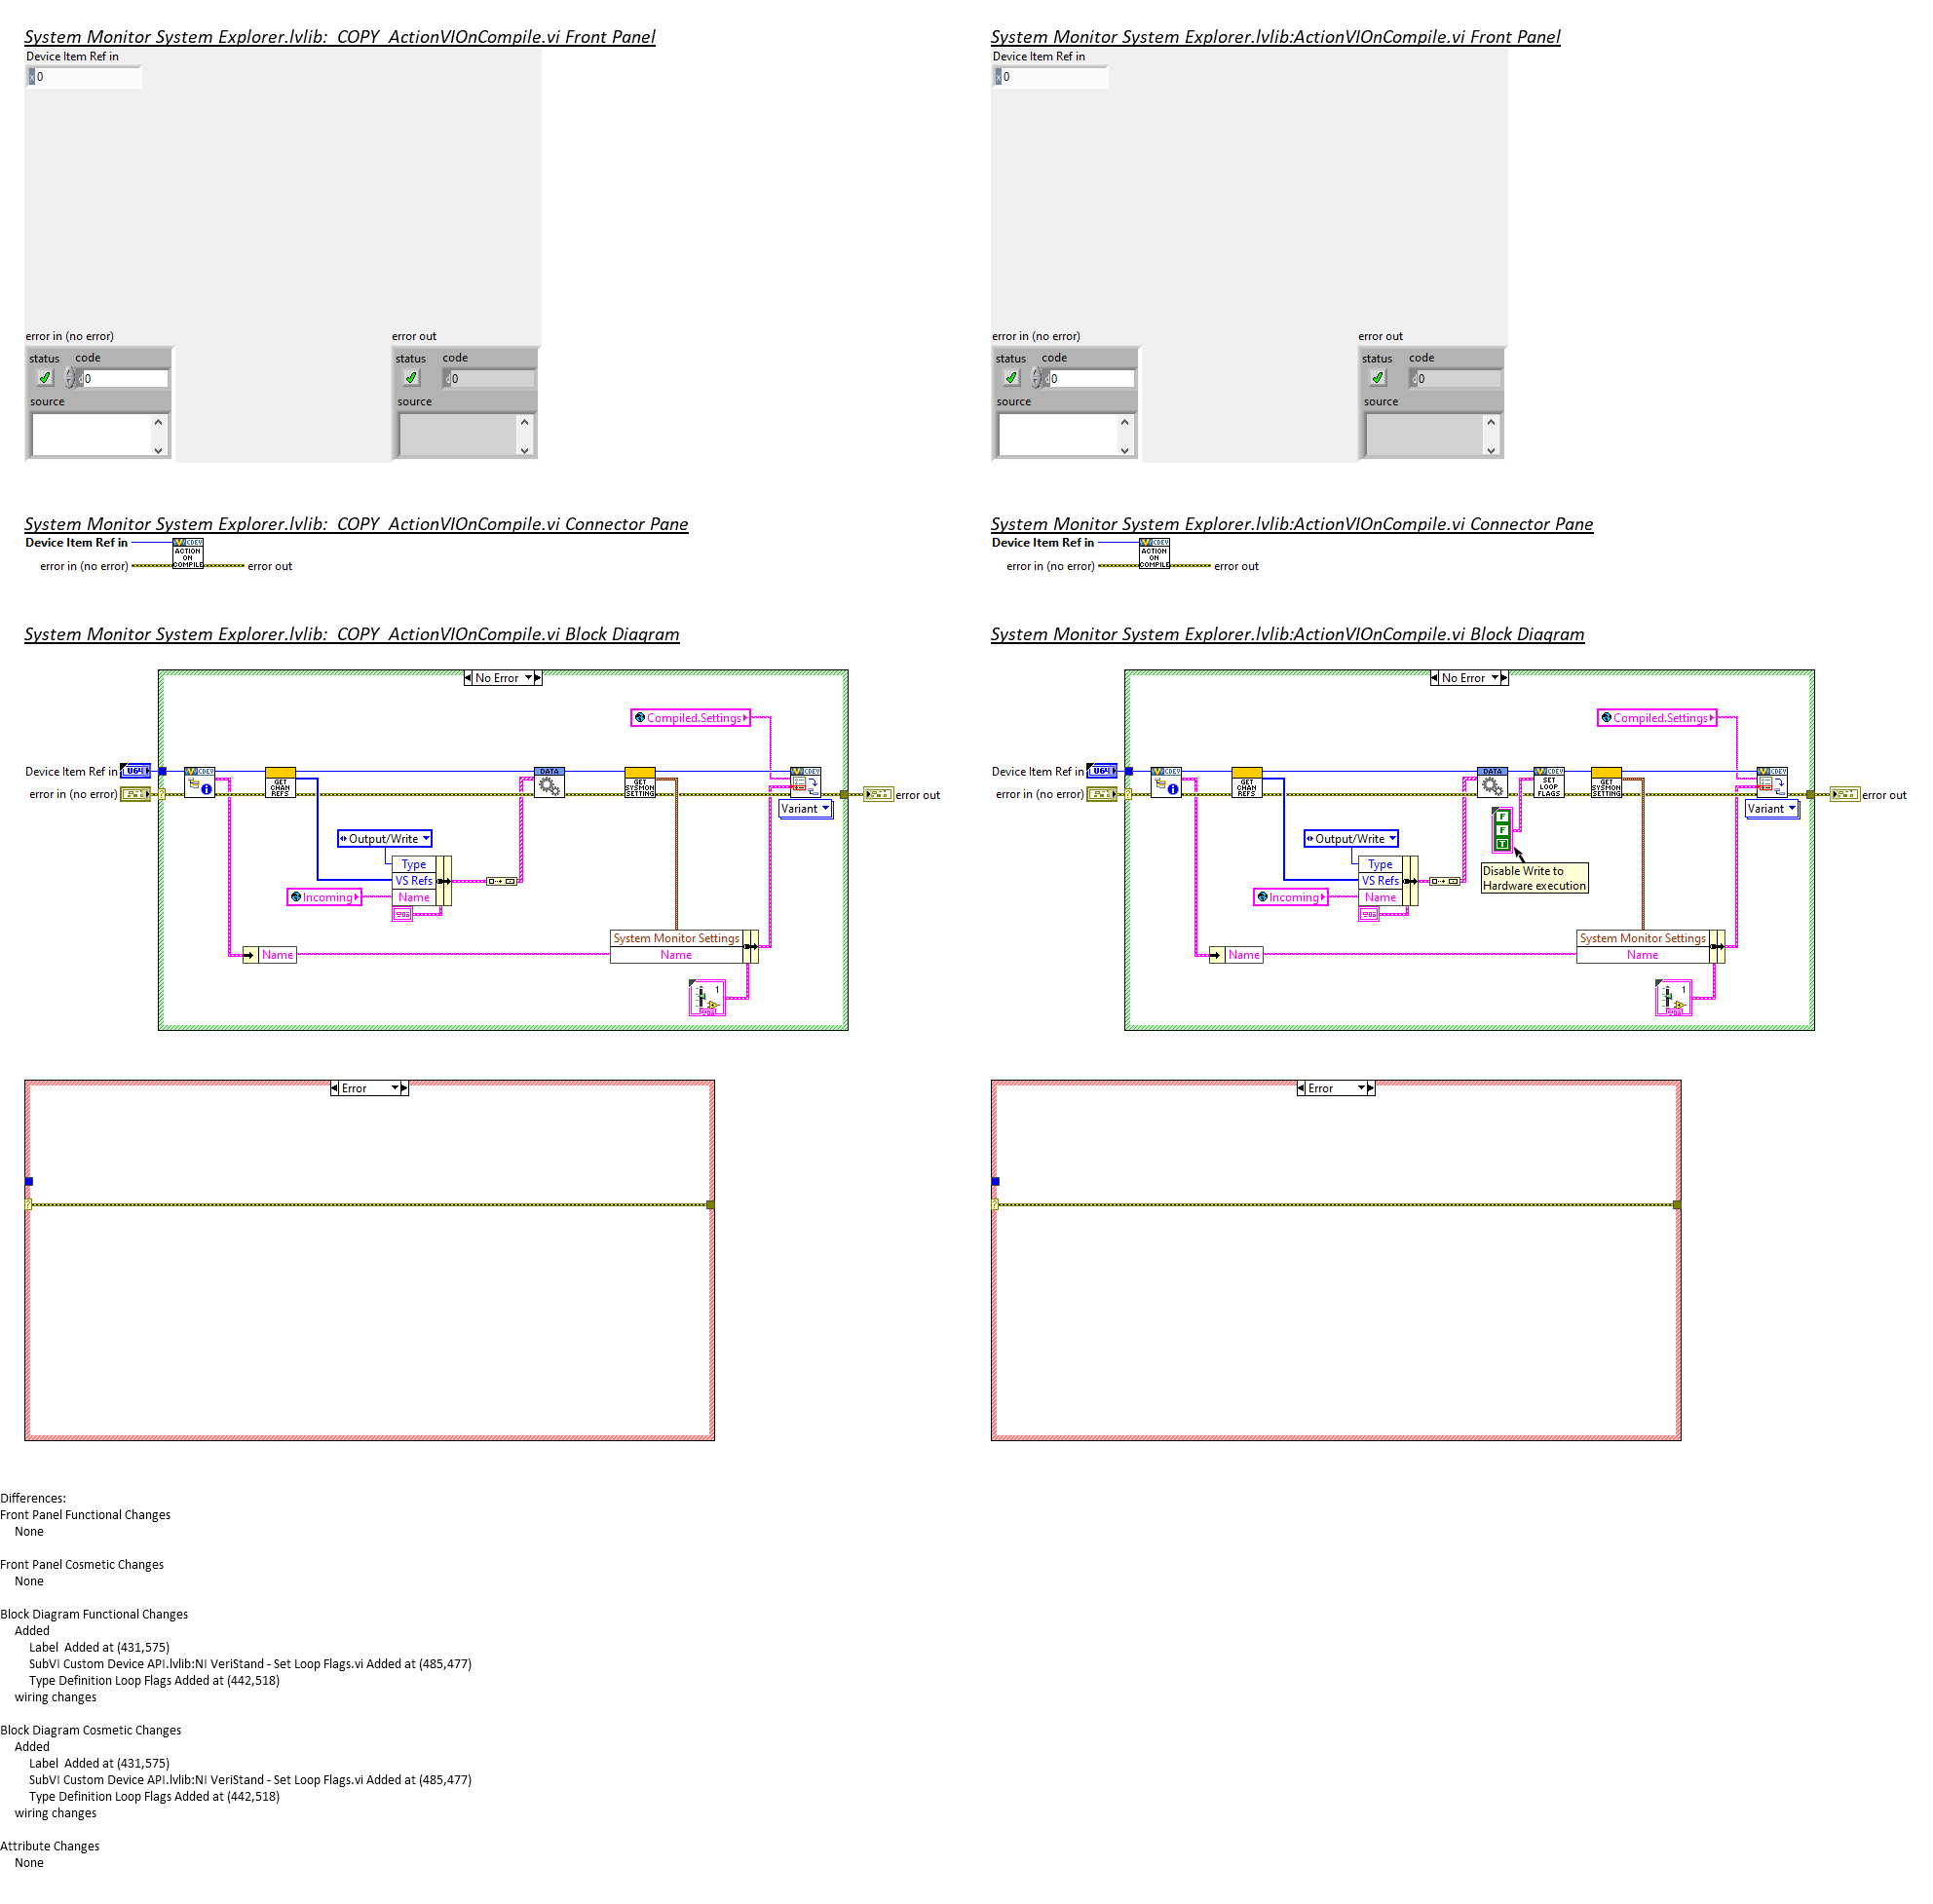 System Monitor System Explorer.lvlib:  COPY  ActionVIOnCompile.vi Front Panel
Device Item Ref in
0
error in (no error)
error out
status code
0
source
status code
0
source
System Monitor System Explorer.lvlib:  COPY  ActionVIOnCompile.vi Connector Pane
Device Item Ref in
CDEV
ACTION
ON
COMPILE
error in (no error)
error out
System Monitor System Explorer.lvlib:  COPY  ActionVIOnCompile.vi Block Diagram
No Error
Compiled.Settings
Device Item Ref in
U64
CDEV
GET
CHAN
REFS
DATA
GET
SYSMON
SETTING
CDEV
error in (no error)
error out
Variant
Output/Write
Type
VS Refs
Incoming
Name
System Monitor Settings
Name
Name
1
Error
System Monitor System Explorer.lvlib:ActionVIOnCompile.vi Front Panel
Device Item Ref in
0
error in (no error)
error out
status code
0
source
status code
0
source
System Monitor System Explorer.lvlib:ActionVIOnCompile.vi Connector Pane
Device Item Ref in
CDEV
ACTION
ON
COMPILE
error in (no error)
error out
System Monitor System Explorer.lvlib:ActionVIOnCompile.vi Block Diagram
No Error
Compiled.Settings
Device Item Ref in
U64
CDEV
GET
CHAN
REFS
DATA
CDEV
SET
LOOP
FLAGS
GET
SYSMON
SETTING
CDEV
error in (no error)
error out
Variant
F
F
T
Output/Write
Type
VS Refs
Incoming
Name
Disable Write to
Hardware execution
System Monitor Settings
Name
Name
1
Error
Differences:
Front Panel Functional Changes
None
Front Panel Cosmetic Changes
None
Block Diagram Functional Changes
Added
Label  Added at (431,575)
SubVI Custom Device API.lvlib:NI VeriStand - Set Loop Flags.vi Added at (485,477)
Type Definition Loop Flags Added at (442,518)
wiring changes
Block Diagram Cosmetic Changes
Added
Label  Added at (431,575)
SubVI Custom Device API.lvlib:NI VeriStand - Set Loop Flags.vi Added at (485,477)
Type Definition Loop Flags Added at (442,518)
wiring changes
Attribute Changes
None